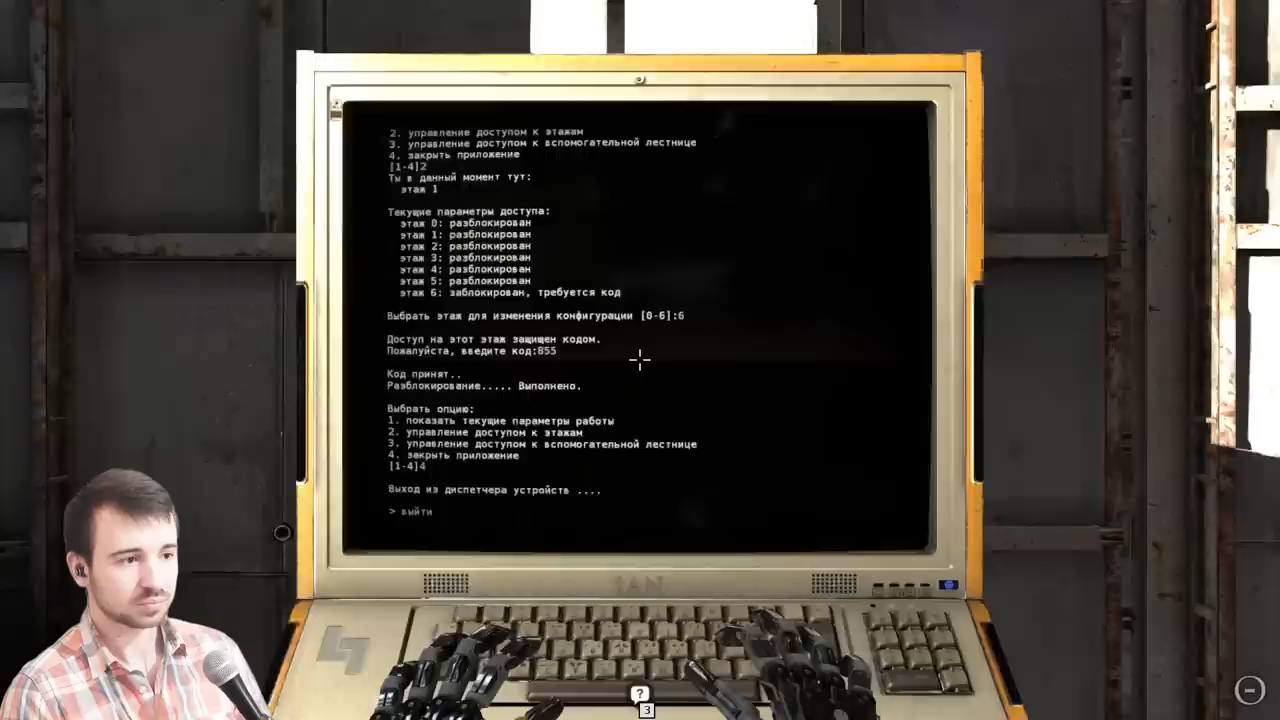 2. управление доступом к этажам
3. управление доступом к вспомогательной лестнице
4. закрыть приложение
[1-4]2
Ты в данный момент тут:
этаж 1
Текущие параметры доступа:
этаж 0: разблокирован
этаж 1: разблокирован
этаж 2: разблокирован
этаж 3: разблокирован
этаж 4: разблокирован
этаж 5: разблокирован
этаж 6: заблокирован, требуется код
Выбрать этаж для изменения конфигурации [0-6]:6
Доступ на этот этаж защищен кодом.
Пожалуйста, введите код:855
Код принят..
Разблокирование..... Выполнено.
Выбрать опцию:
1. показать текущие параметры работы
2. управление доступом к этажам
3. управление доступом к вспомогательной лестнице
4. закрыть приложение
[1-4]4
Выход из диспетчера устройств ....
> выйти
?
3